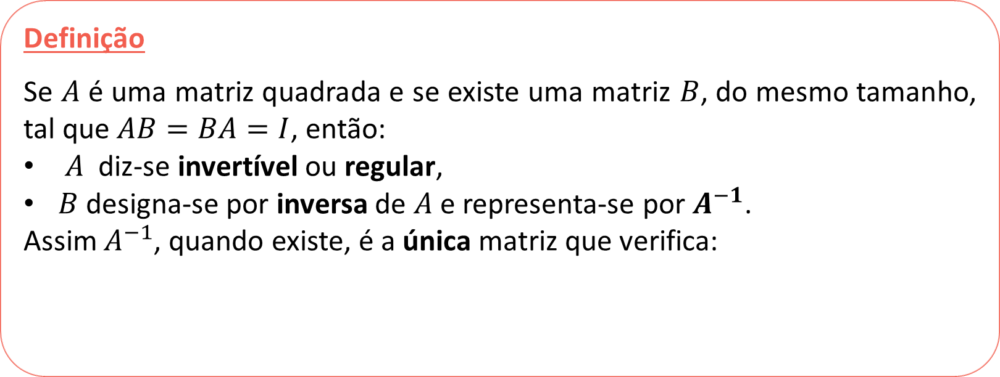 Definição
Se A é uma matriz quadrada e se existe uma matriz B, do mesmo tamanho,
tal que AB = BA = I, então:
• A diz-se invertível ou regular,
• B designa-se por inversa de A e representa-se por A⁻¹.
Assim A⁻¹, quando existe, é a única matriz que verifica: